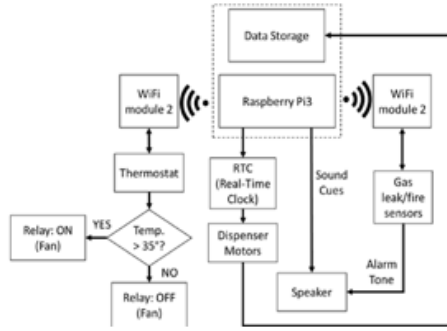 Data Storage
WiFi
module 2
Raspberry Pi3
WiFi
module 2
Thermostat
RTC
(Real-Time
Clock)
Sound
Cues
Gas
leak/fire
sensors
Relay: ON
(Fan)
YES
Temp.
> 35°?
Dispenser
Motors
NO
Alarm
Tone
Relay: OFF
(Fan)
Speaker